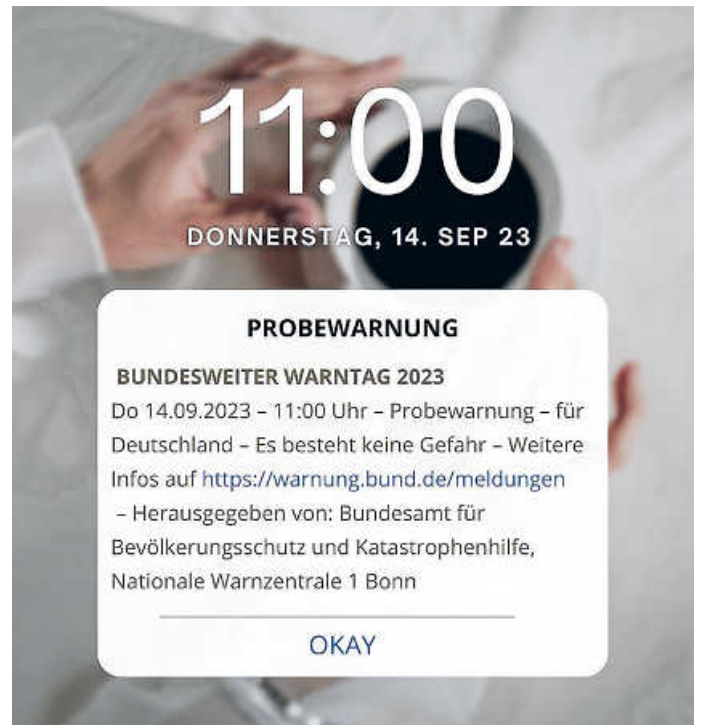 11:00
DONNERSTAG, 14. SEP 23
PROBEWARNUNG
BUNDESWEITER WARNTAG 2023
Do 14.09.2023 – 11:00 Uhr – Probewarnung – für
Deutschland – Es besteht keine Gefahr – Weitere
Infos auf https://warnung.bund.de/meldungen
– Herausgegeben von: Bundesamt für
Bevölkerungsschutz und Katastrophenhilfe,
Nationale Warnzentrale 1 Bonn
OKAY